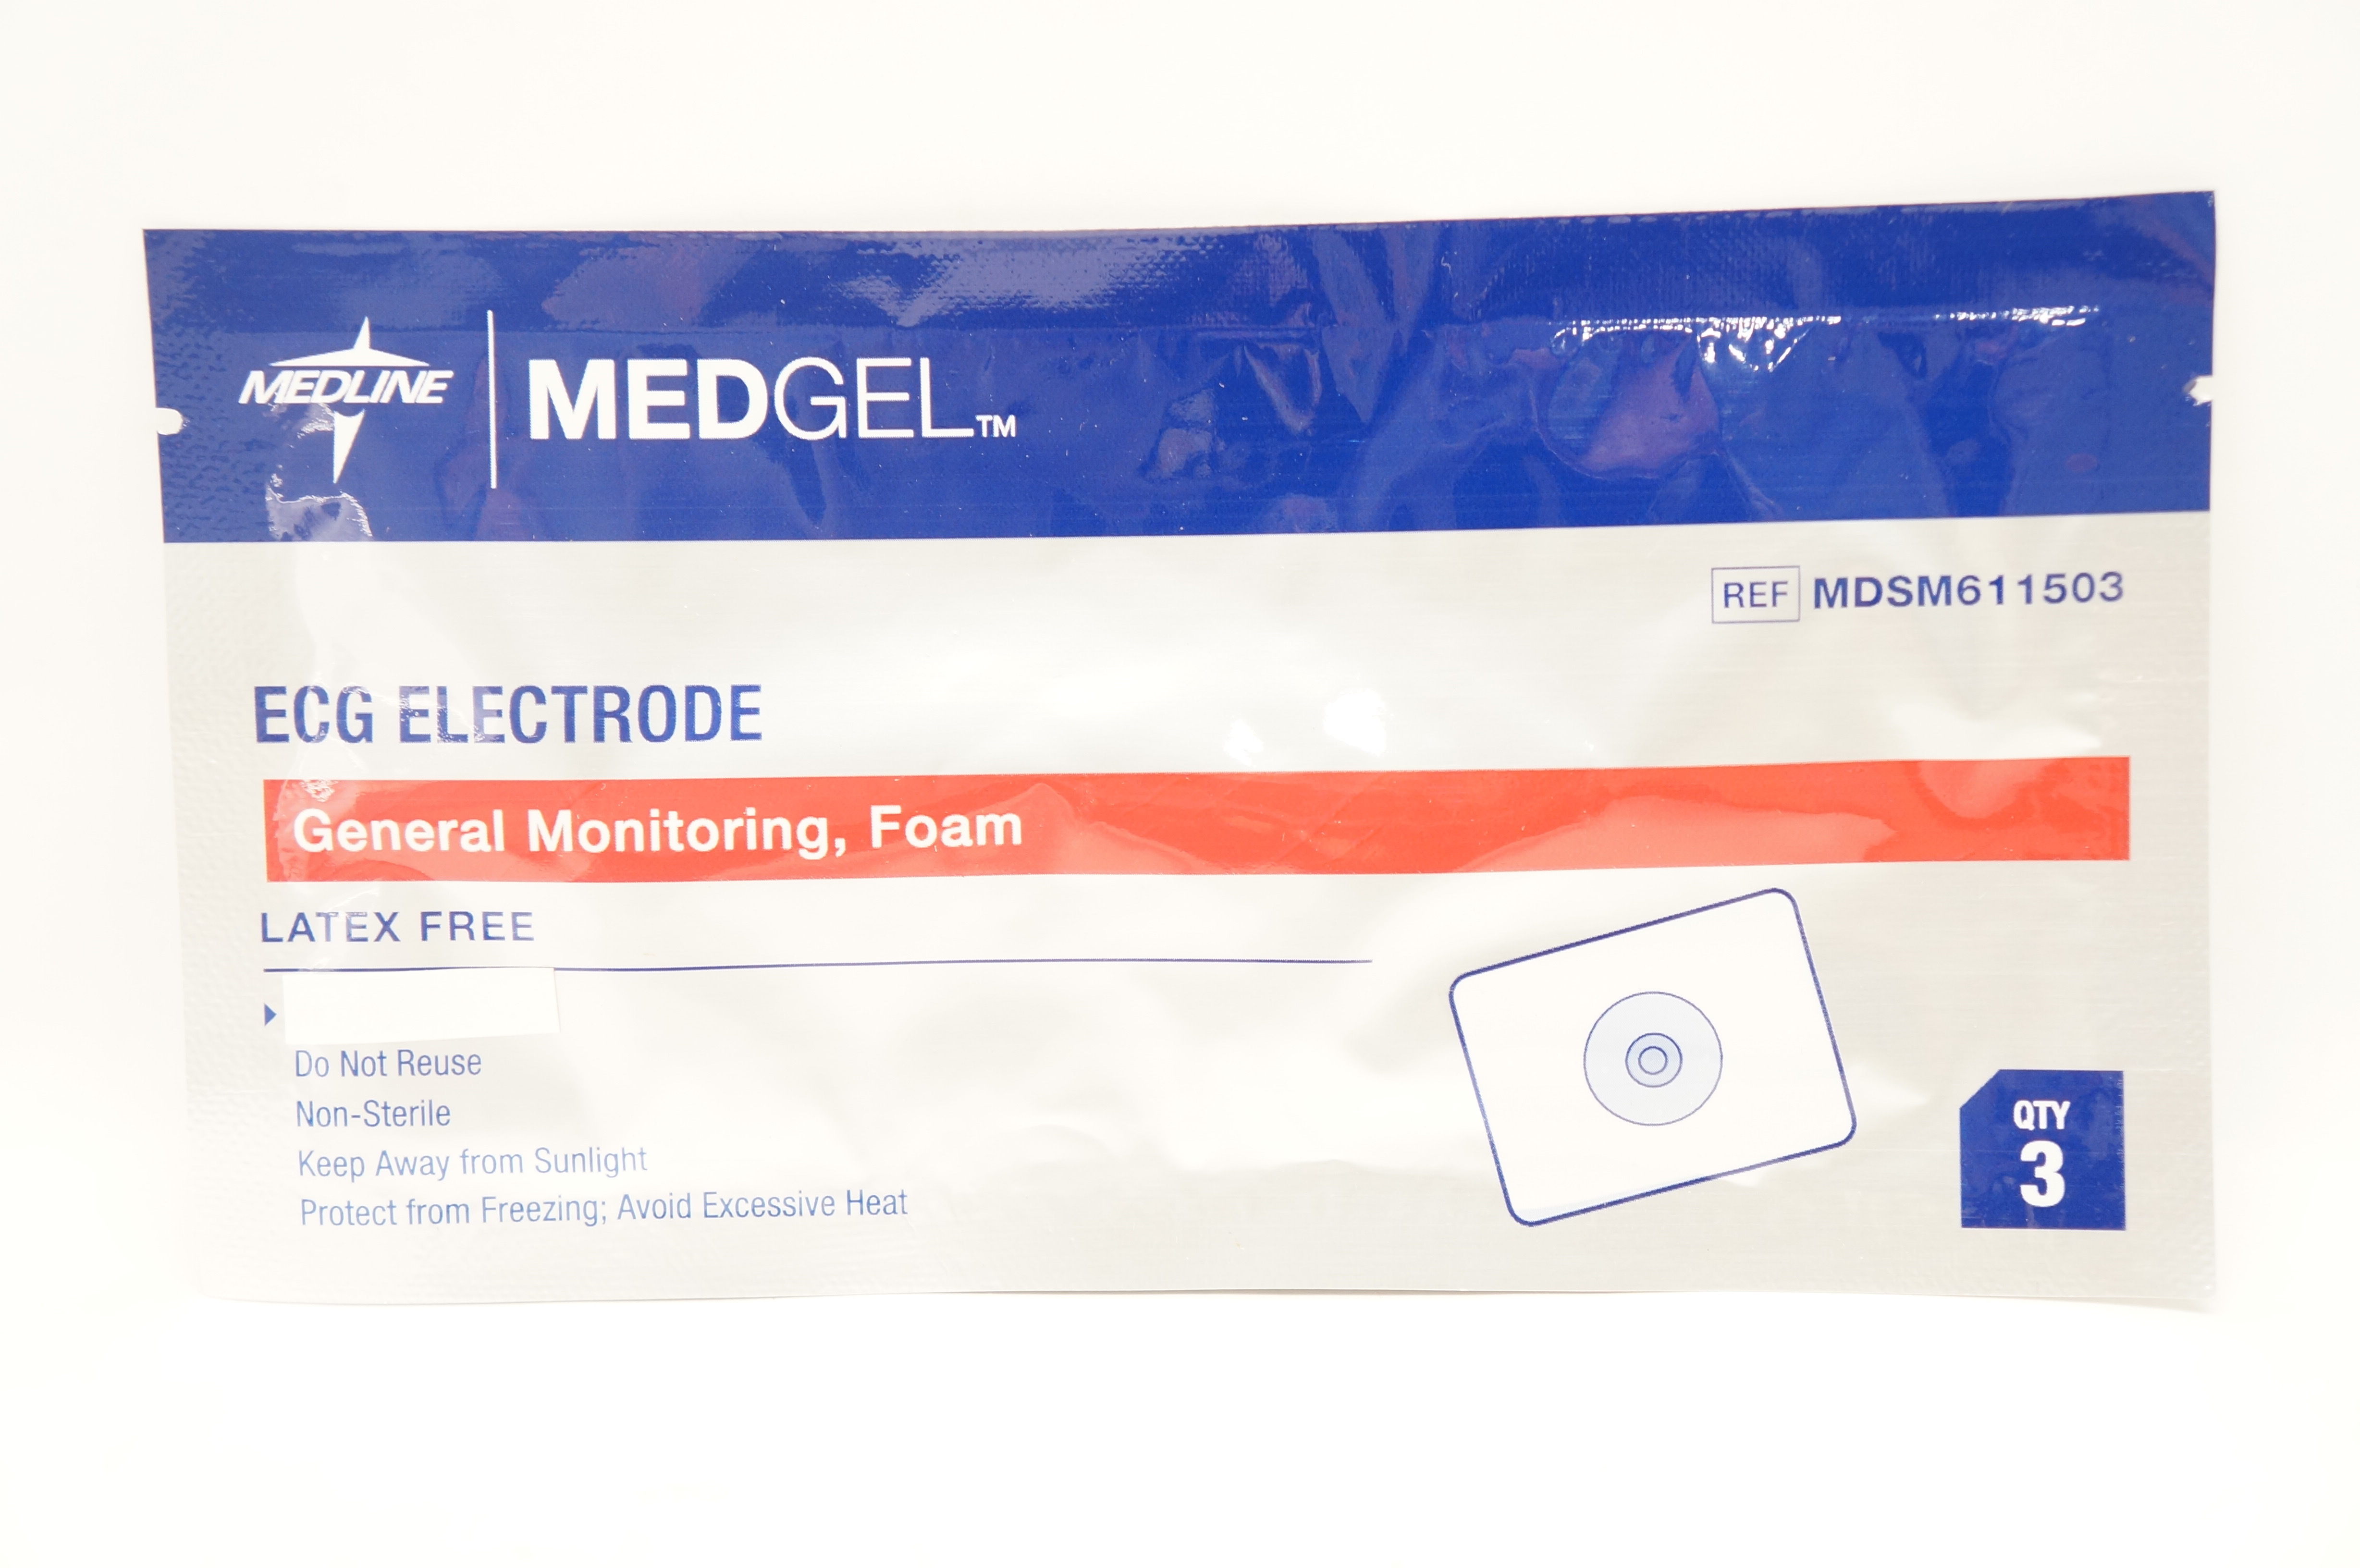 MEDLINE
MEDGEL™
REF MDSM611503
ECG ELECTRODE
General Monitoring, Foam
LATEX FREE
Do Not Reuse
Non-Sterile
Keep Away from Sunlight
Protect from Freezing; Avoid Excessive Heat
QTY
3